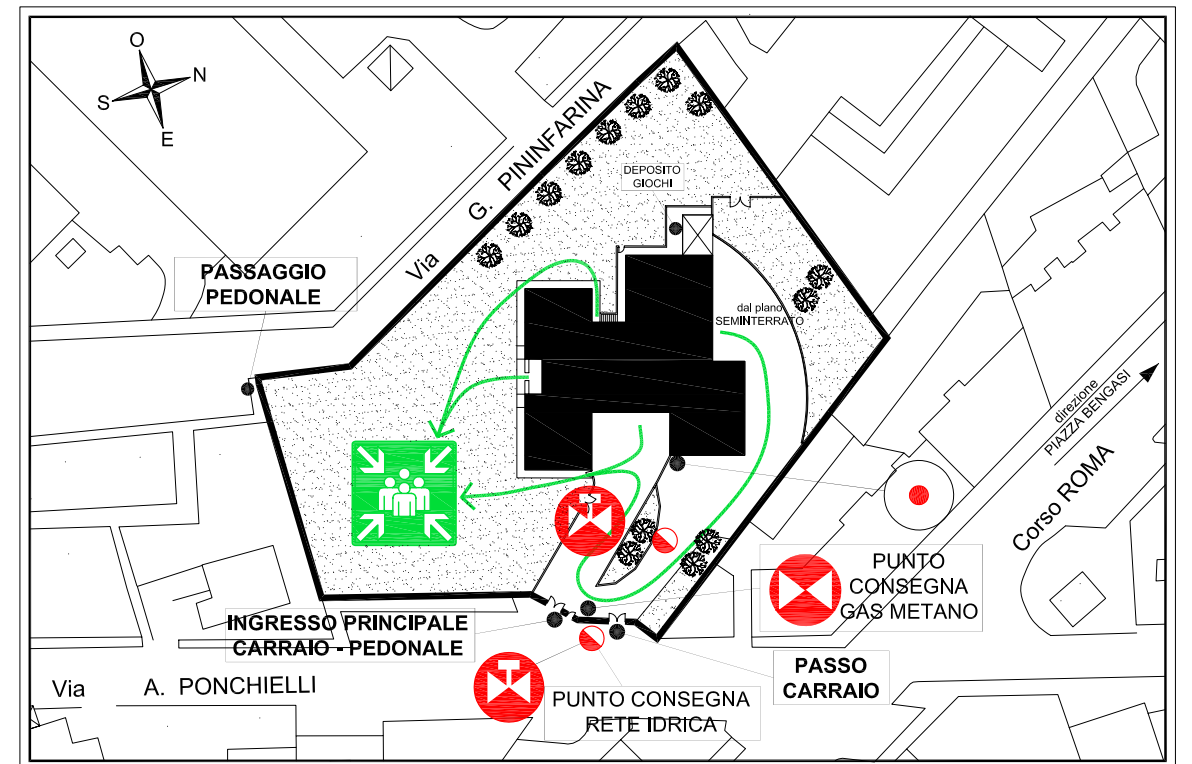 O
N
S
E
Via G. PININFARINA
DEPOSITO
GIOCHI
PASSAGGIO
PEDONALE
dal plano
SEMINTERRATO
direzione
PIAZZA BENGASI
Corso ROMA
PUNTO
CONSEGNA
GAS METANO
INGRESSO PRINCIPALE
CARRAIO - PEDONALE
PASSO
CARRAIO
Via A. PONCHIELLI
PUNTO CONSEGNA
RETE IDRICA